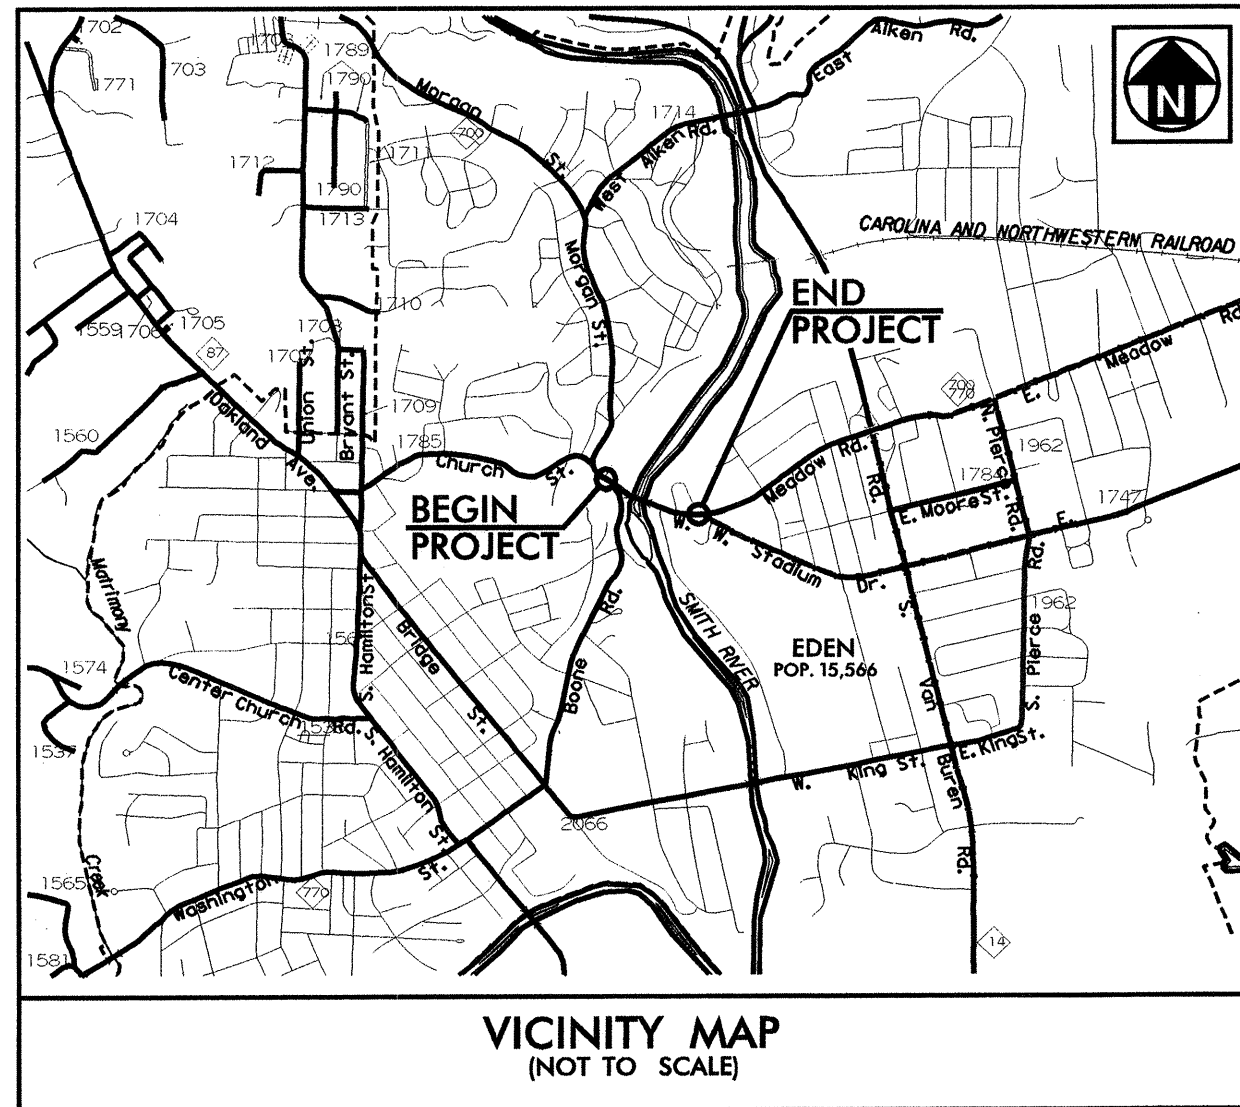 1702
1703
1789
Aiken Rd.
703
1771
1790
East
N
Morgan
1714
700
West Aiken Rd.
1712
1711
St.
1790
1713
1704
CAROLINA AND NORTHWESTERN RAILROAD
Morgan St.
1710
END
PROJECT
1559
1706
1705
1703
87
1707
Union St.
Bryant St.
E. Meadow Rd.
700
770
1709
Oakland Ave.
1560
1785
Church St.
Meadow Rd.
N. Pierce Rd.
1962
1784
BEGIN
PROJECT
W.
W. Stadium Dr.
Rd.
E. Moore St.
1747
E.
Matrimony
Creek
S. Hamilton St.
Bridge St.
Boone Rd.
SMITH RIVER
EDEN
POP. 15,566
S. Van Buren Rd.
1962
S. Pierce Rd.
1574
Center Church Rd.
1537
S. Hamilton St.
W. King St.
E. King St.
2066
1565
Washington St.
770
14
1581
VICINITY MAP
(NOT TO SCALE)